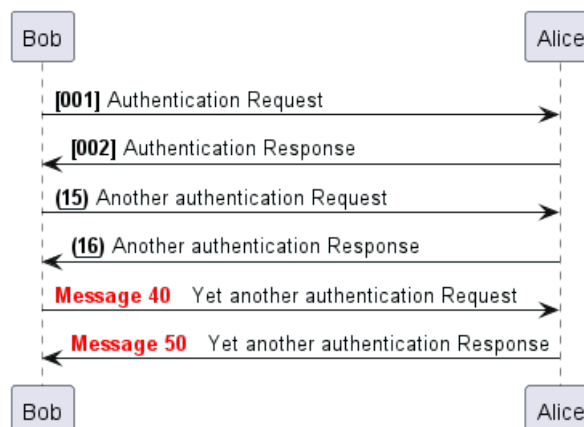 Bob Alice
[001] Authentication Request
[002] Authentication Response
(15) Another authentication Request
(16) Another authentication Response
Message 40 Yet another authentication Request
Message 50 Yet another authentication Response
Bob Alice